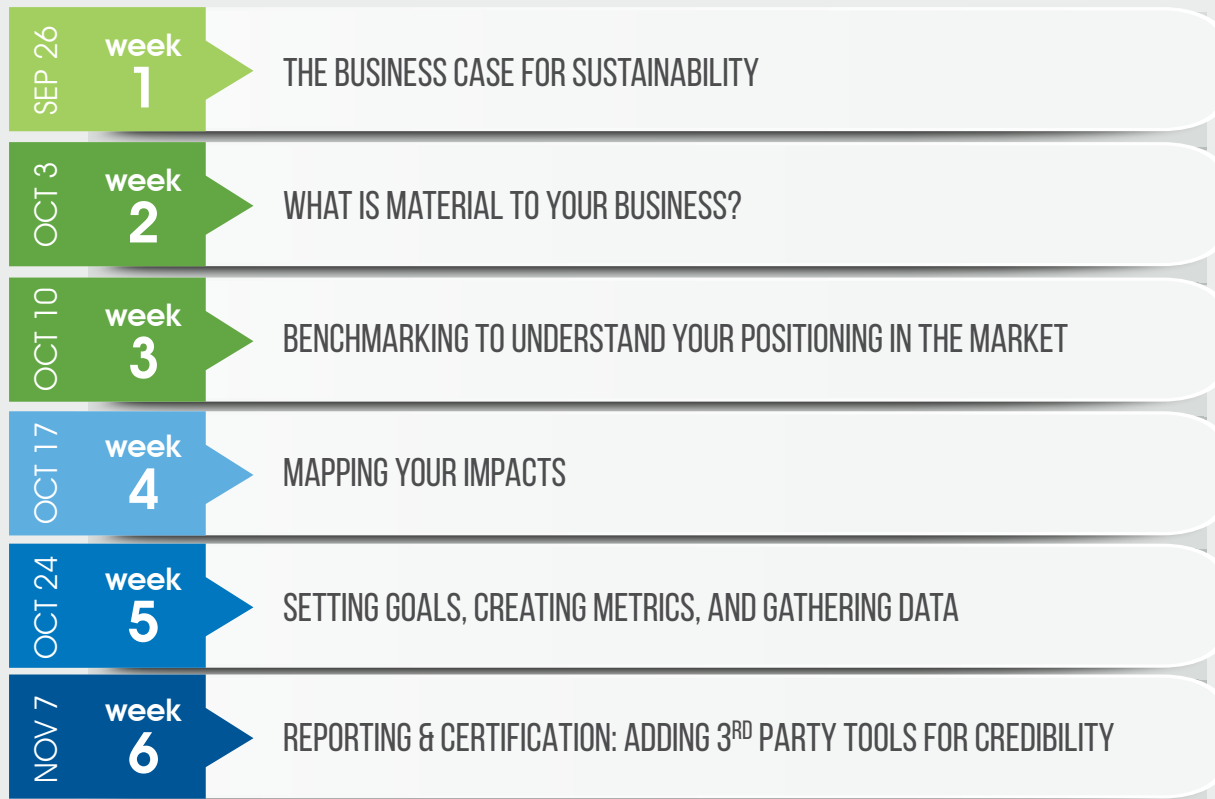 SEP 26
week
1
THE BUSINESS CASE FOR SUSTAINABILITY
OCT 3
week
2
WHAT IS MATERIAL TO YOUR BUSINESS?
OCT 10
week
3
BENCHMARKING TO UNDERSTAND YOUR POSITIONING IN THE MARKET
OCT 17
week
4
MAPPING YOUR IMPACTS
OCT 24
week
5
SETTING GOALS, CREATING METRICS, AND GATHERING DATA
NOV 7
week
6
REPORTING & CERTIFICATION: ADDING 3RD PARTY TOOLS FOR CREDIBILITY